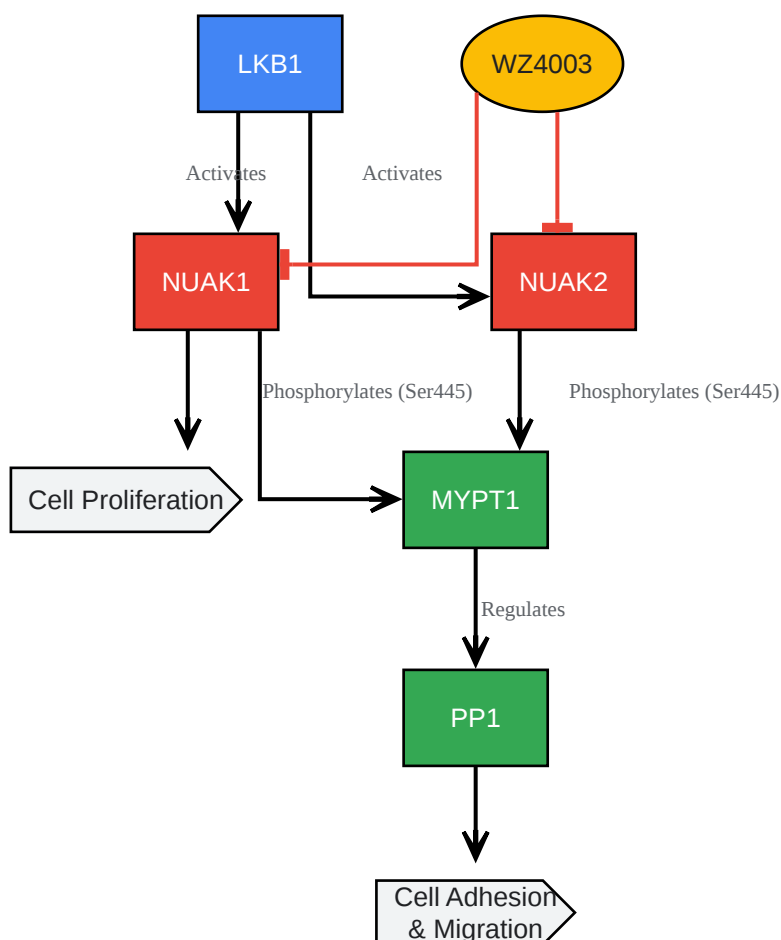 LKB1
WZ4003
Activates
Activates
NUAK1
NUAK2
Phosphorylates (Ser445)
Phosphorylates (Ser445)
Cell Proliferation
MYPT1
Regulates
PP1
Cell Adhesion
& Migration